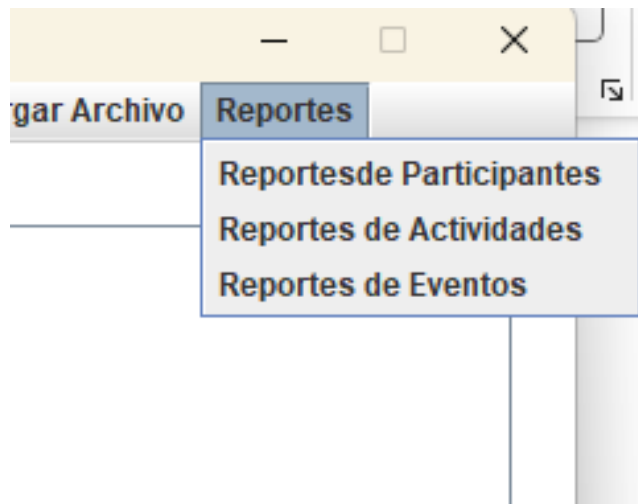 rgar Archivo Reportes
Reportesde Participantes
Reportes de Actividades
Reportes de Eventos